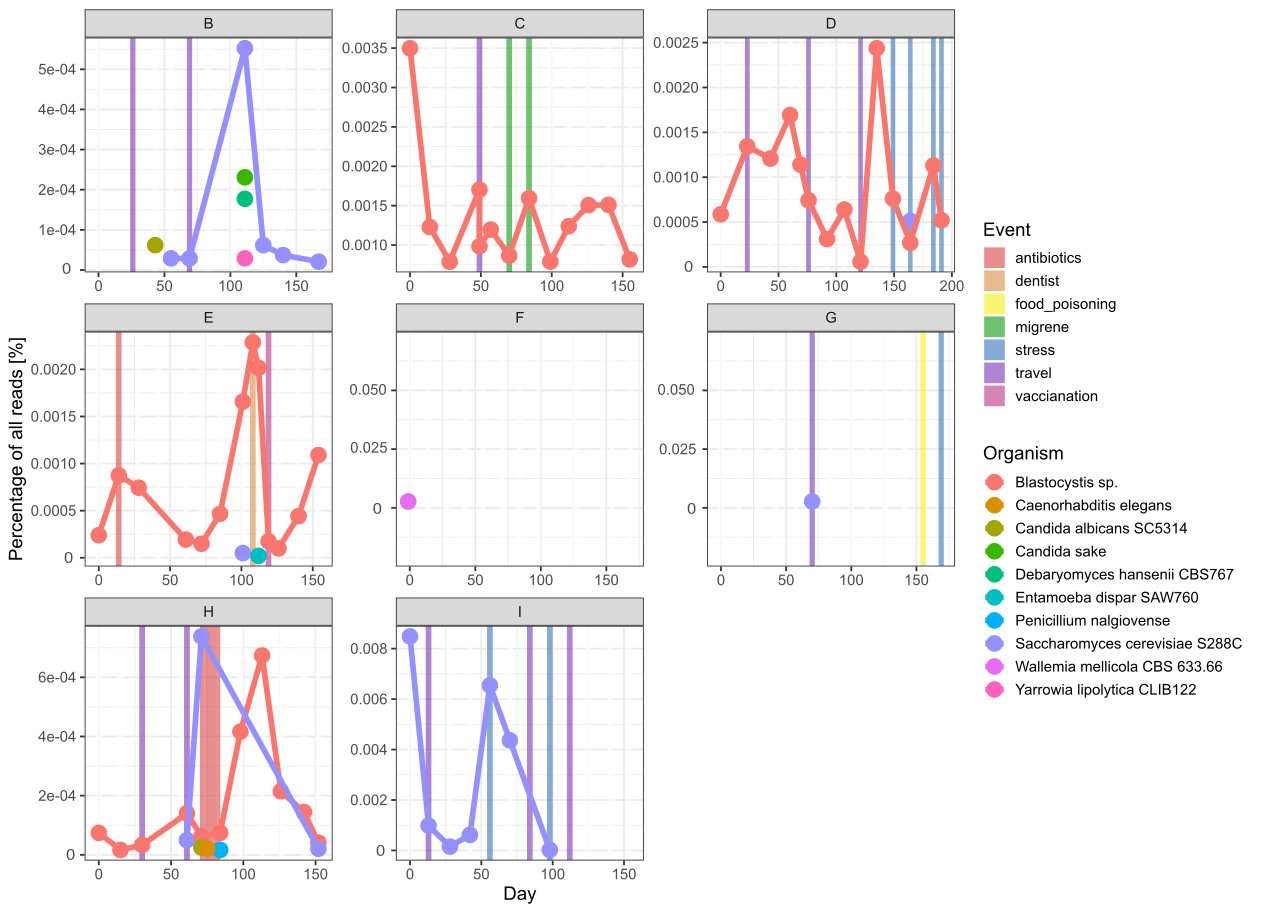 B
C
D
5e-04
4e-04
3e-04
2e-04
1e-04
0
0 50 100 150
0.0035
0.0030
0.0025
0.0020
0.0015
0.0010
0 50 100 150
0.0025
0.0020
0.0015
0.0010
0.0005
0
0 50 100 150 200
E
F
G
0.0020
0.0015
0.0010
0.0005
0
0 50 100 150
0.050
0.025
0
0 50 100 150
0.050
0.025
0
0 50 100 150
H
I
6e-04
4e-04
2e-04
0
0 50 100 150
0.008
0.006
0.004
0.002
0
0 50 100 150
Percentage of all reads [%]
Day
Event
antibiotics
dentist
food_poisoning
migrene
stress
travel
vaccianation
Organism
Blastocystis sp.
Caenorhabditis elegans
Candida albicans SC5314
Candida sake
Debaryomyces hansenii CBS767
Entamoeba dispar SAW760
Penicillium nalgiovense
Saccharomyces cerevisiae S288C
Wallemia mellicola CBS 633.66
Yarrowia lipolytica CLIB122